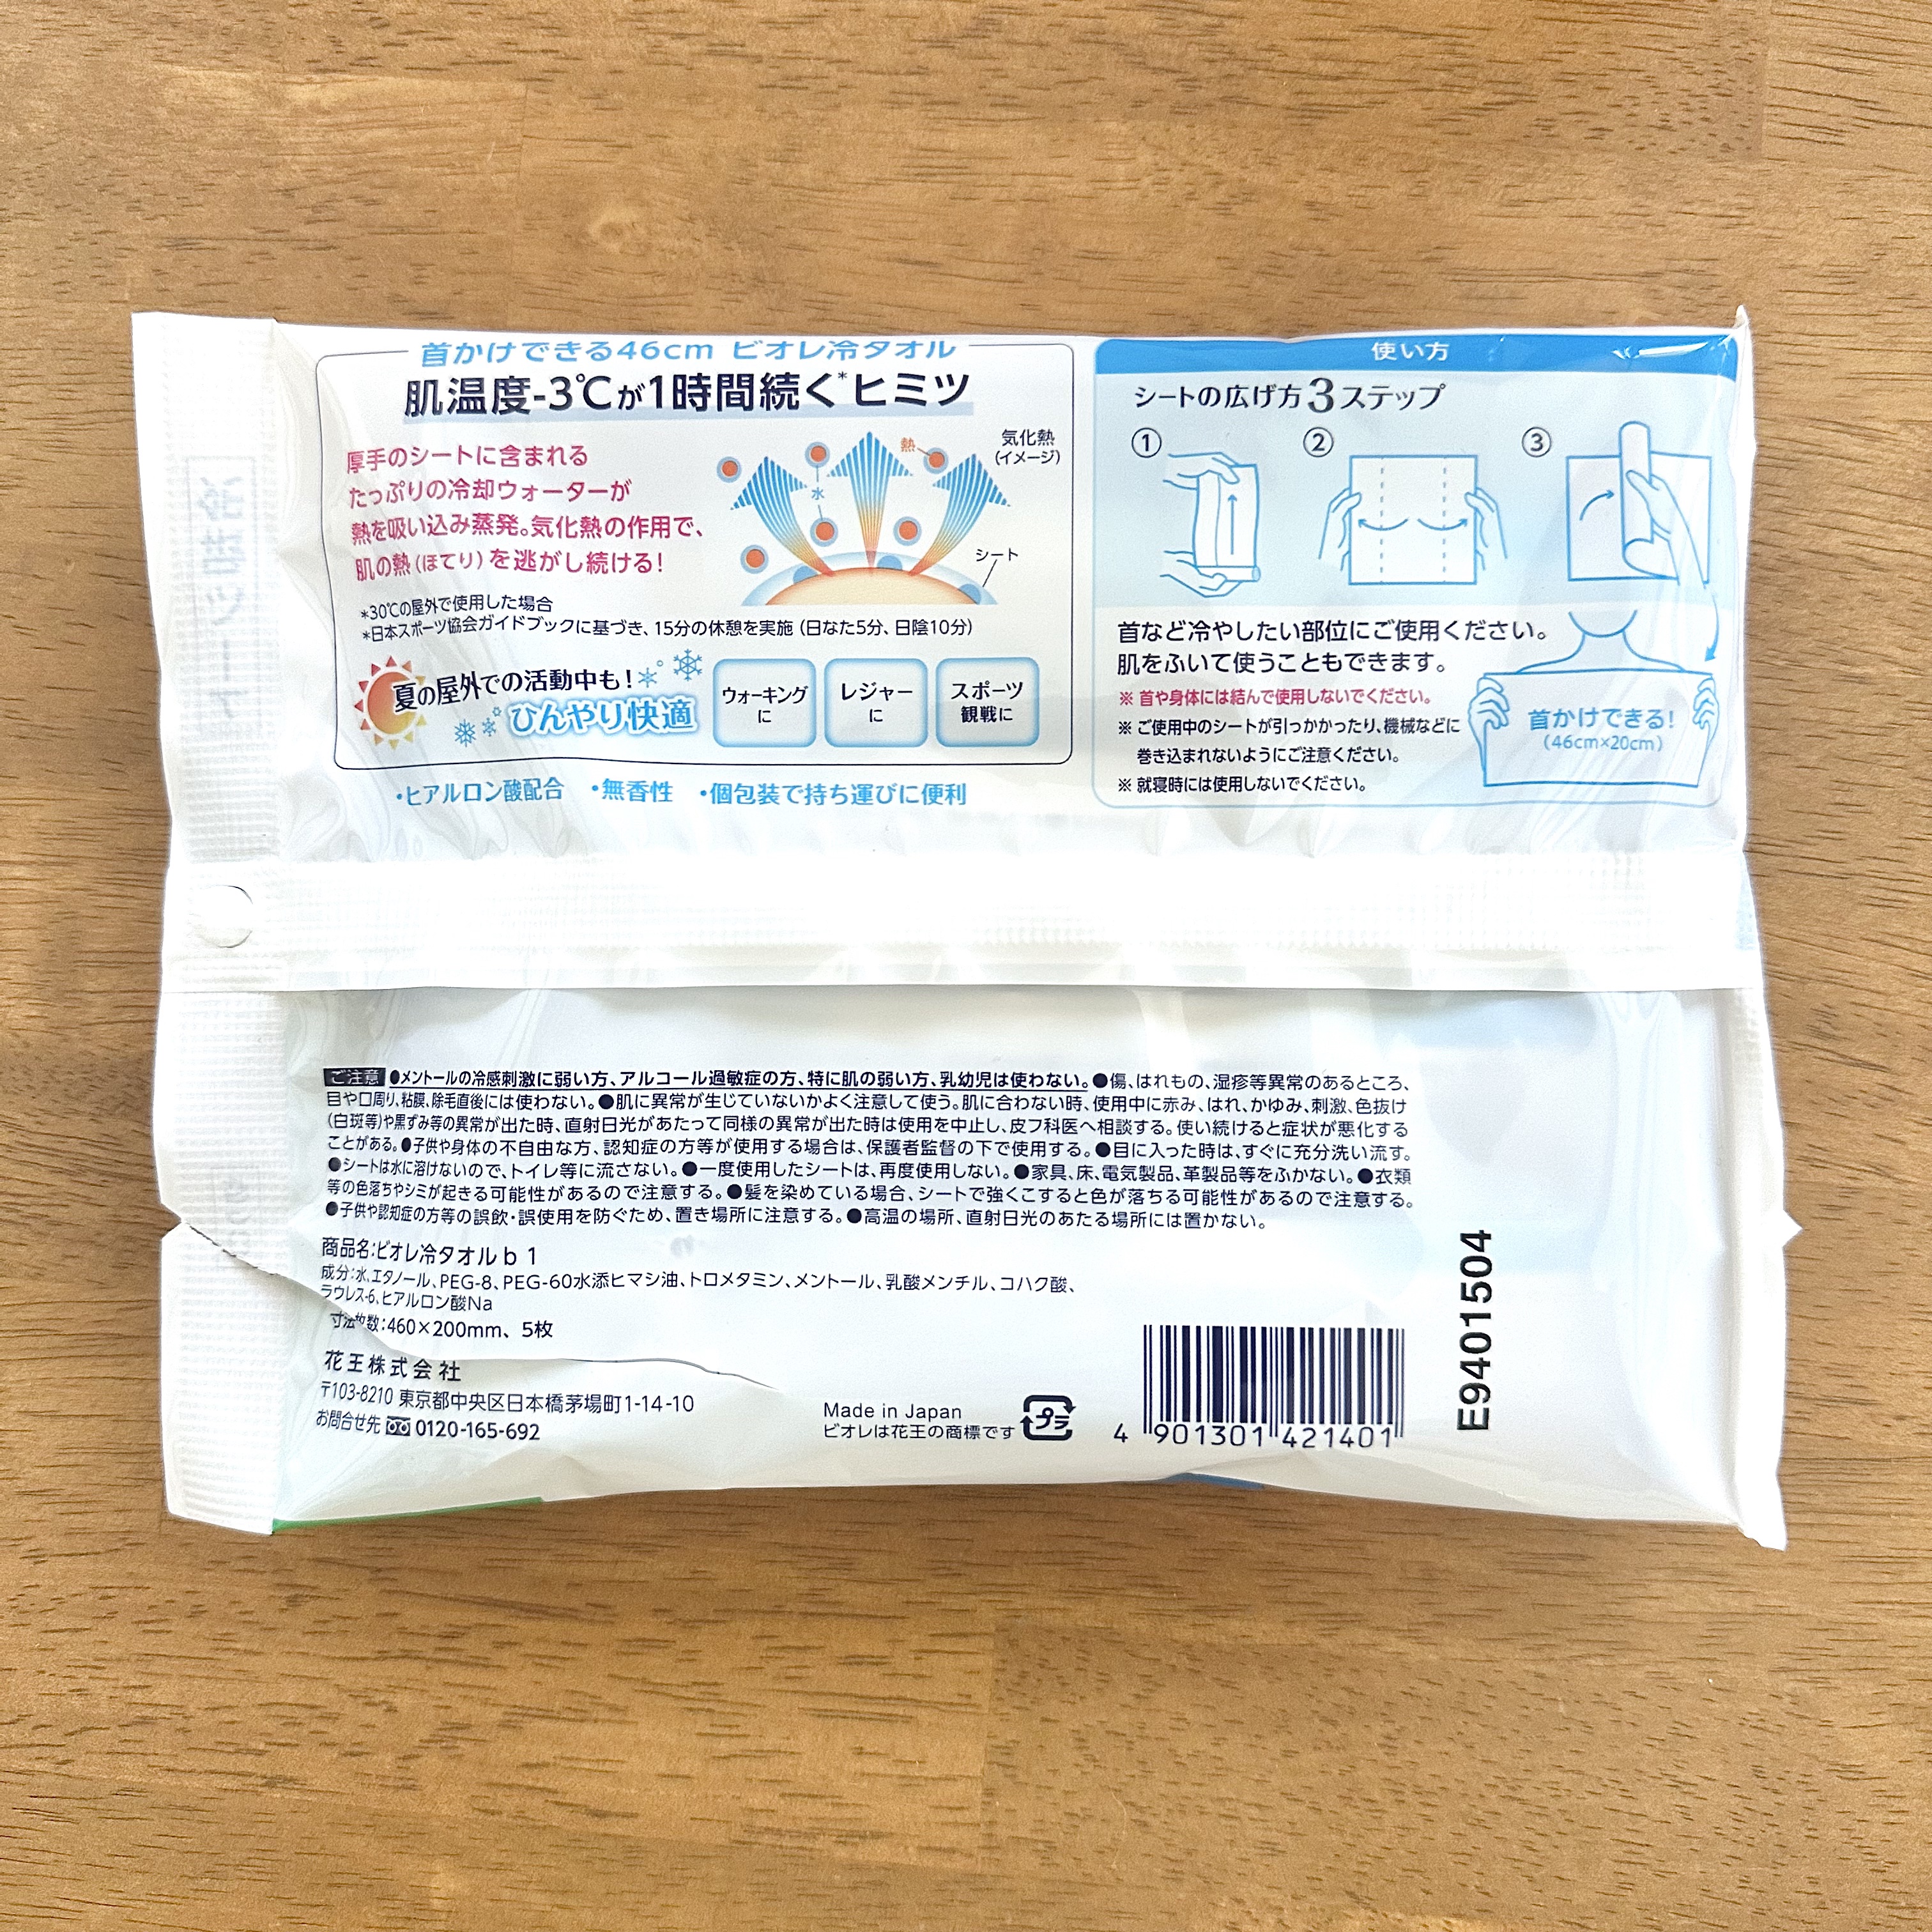 首かけできる46cm ビオレ冷タオル
肌温度-3℃が1時間続く*ヒミツ
厚手のシートに含まれる
たっぷりの冷却ウォーターが
熱を吸い込み蒸発。気化熱の作用で、
肌の熱(ほてり)を逃がし続ける!
熱
水
気化熱
(イメージ)
シート
*30℃の屋外で使用した場合
*日本スポーツ協会ガイドブックに基づき、15分の休憩を実施(日なた5分、日陰10分)
夏の屋外での活動中も!
ひんやり快適
ウォーキング
に
レジャー
に
スポーツ
観戦に
・ヒアルロン酸配合 ・無香性 ・個包装で持ち運びに便利
使い方
シートの広げ方3ステップ
① ② ③
首など冷やしたい部位にご使用ください。
肌をふいて使うこともできます。
※首や身体には結んで使用しないでください。
※ご使用中のシートが引っかかったり、機械などに
巻き込まれないようにご注意ください。
※就寝時には使用しないでください。
首かけできる!
(46cm×20cm)
ご注意 ●メントールの冷感刺激に弱い方、アルコール過敏症の方、特に肌の弱い方、乳幼児は使わない。●傷、はれもの、湿疹等異常のあるところ、
目や口周り、粘膜、除毛直後には使わない。●肌に異常が生じていないかよく注意して使う。肌に合わない時、使用中に赤み、はれ、かゆみ、刺激、色抜け
(白斑等)や黒ずみ等の異常が出た時、直射日光があたって同様の異常が出た時は使用を中止し、皮フ科医へ相談する。使い続けると症状が悪化する
ことがある。●子供や身体の不自由な方、認知症の方等が使用する場合は、保護者監督の下で使用する。●目に入った時は、すぐに充分洗い流す。
●シートは水に溶けないので、トイレ等に流さない。●一度使用したシートは、再度使用しない。●家具、床、電気製品、革製品等をふかない。●衣類
等の色落ちやシミが起きる可能性があるので注意する。●髪を染めている場合、シートで強くこすると色が落ちる可能性があるので注意する。
●子供や認知症の方等の誤飲・誤使用を防ぐため、置き場所に注意する。●高温の場所、直射日光のあたる場所には置かない。
商品名:ビオレ冷タオルb 1
成分:水、エタノール、PEG-8、PEG-60水添ヒマシ油、トロメタミン、メントール、乳酸メンチル、コハク酸、
ラウレス-6、ヒアルロン酸Na
寸法・枚数:460×200mm、5枚
花王株式会社
〒103-8210 東京都中央区日本橋茅場町1-14-10
お問合せ先 0120-165-692
Made in Japan
ビオレは花王の商標です
プラ
4 901301 421401
E9401504